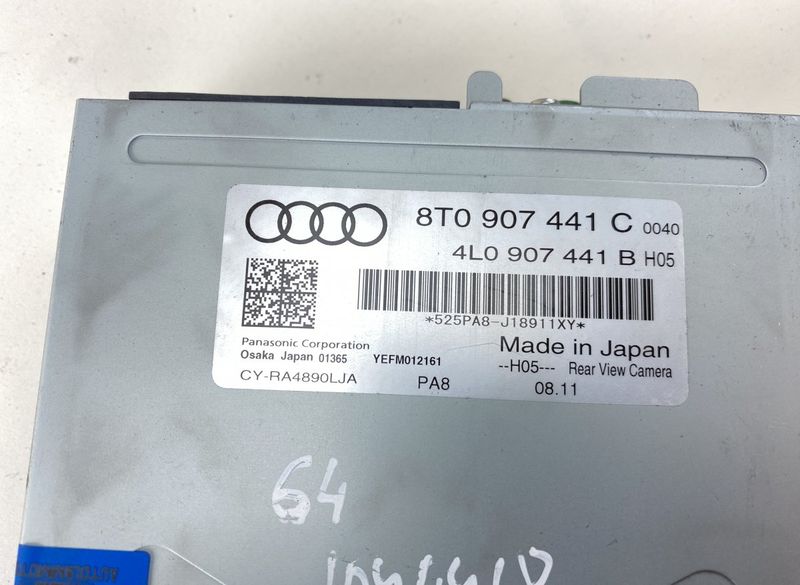 8T0 907 441 C 0040
4L0 907 441 B H05
*525PA8-J18911XY*
Panasonic Corporation
Made in Japan
Osaka Japan 01365 YEFM012161
--H05--- Rear View Camera
CY-RA4890LJA PA8 08.11
64